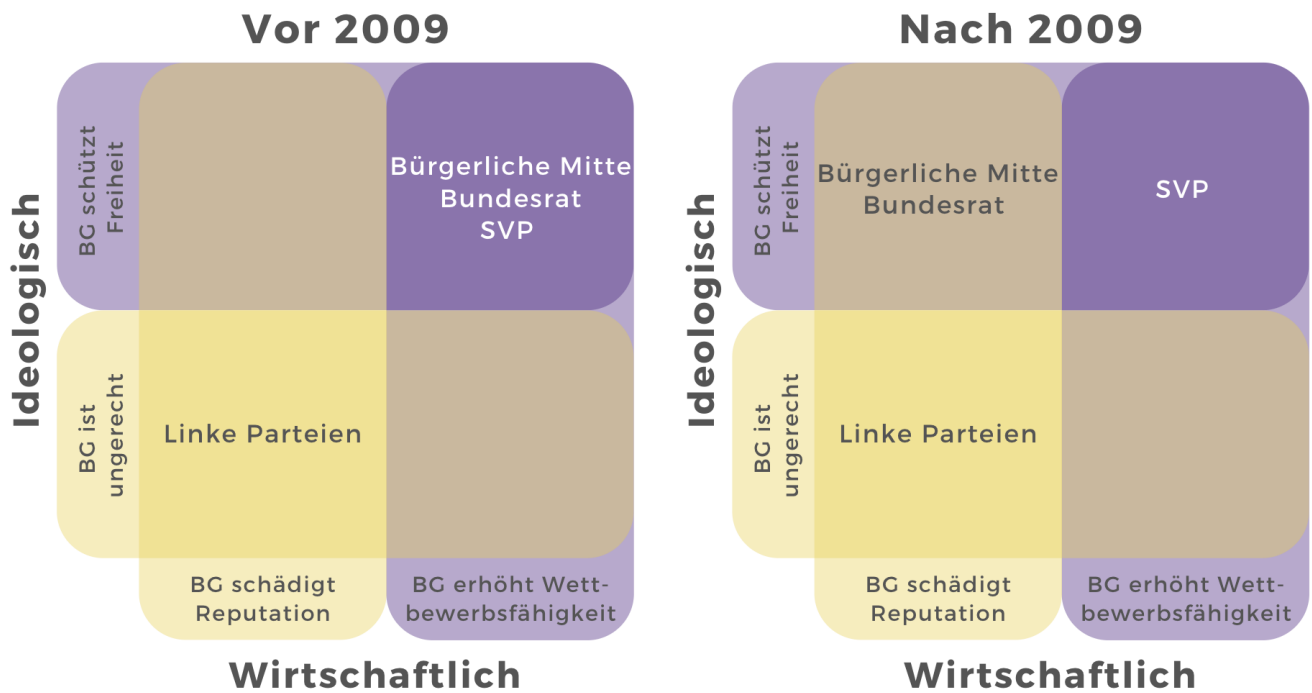 Vor 2009
Ideologisch
BG schützt
Freiheit
Bürgerliche Mitte
Bundesrat
SVP
BG ist
ungerecht
Linke Parteien
BG schädigt
Reputation
BG erhöht Wett-
bewerbsfähigkeit
Wirtschaftlich
Nach 2009
Ideologisch
BG schützt
Freiheit
Bürgerliche Mitte
Bundesrat
SVP
BG ist
ungerecht
Linke Parteien
BG schädigt
Reputation
BG erhöht Wett-
bewerbsfähigkeit
Wirtschaftlich